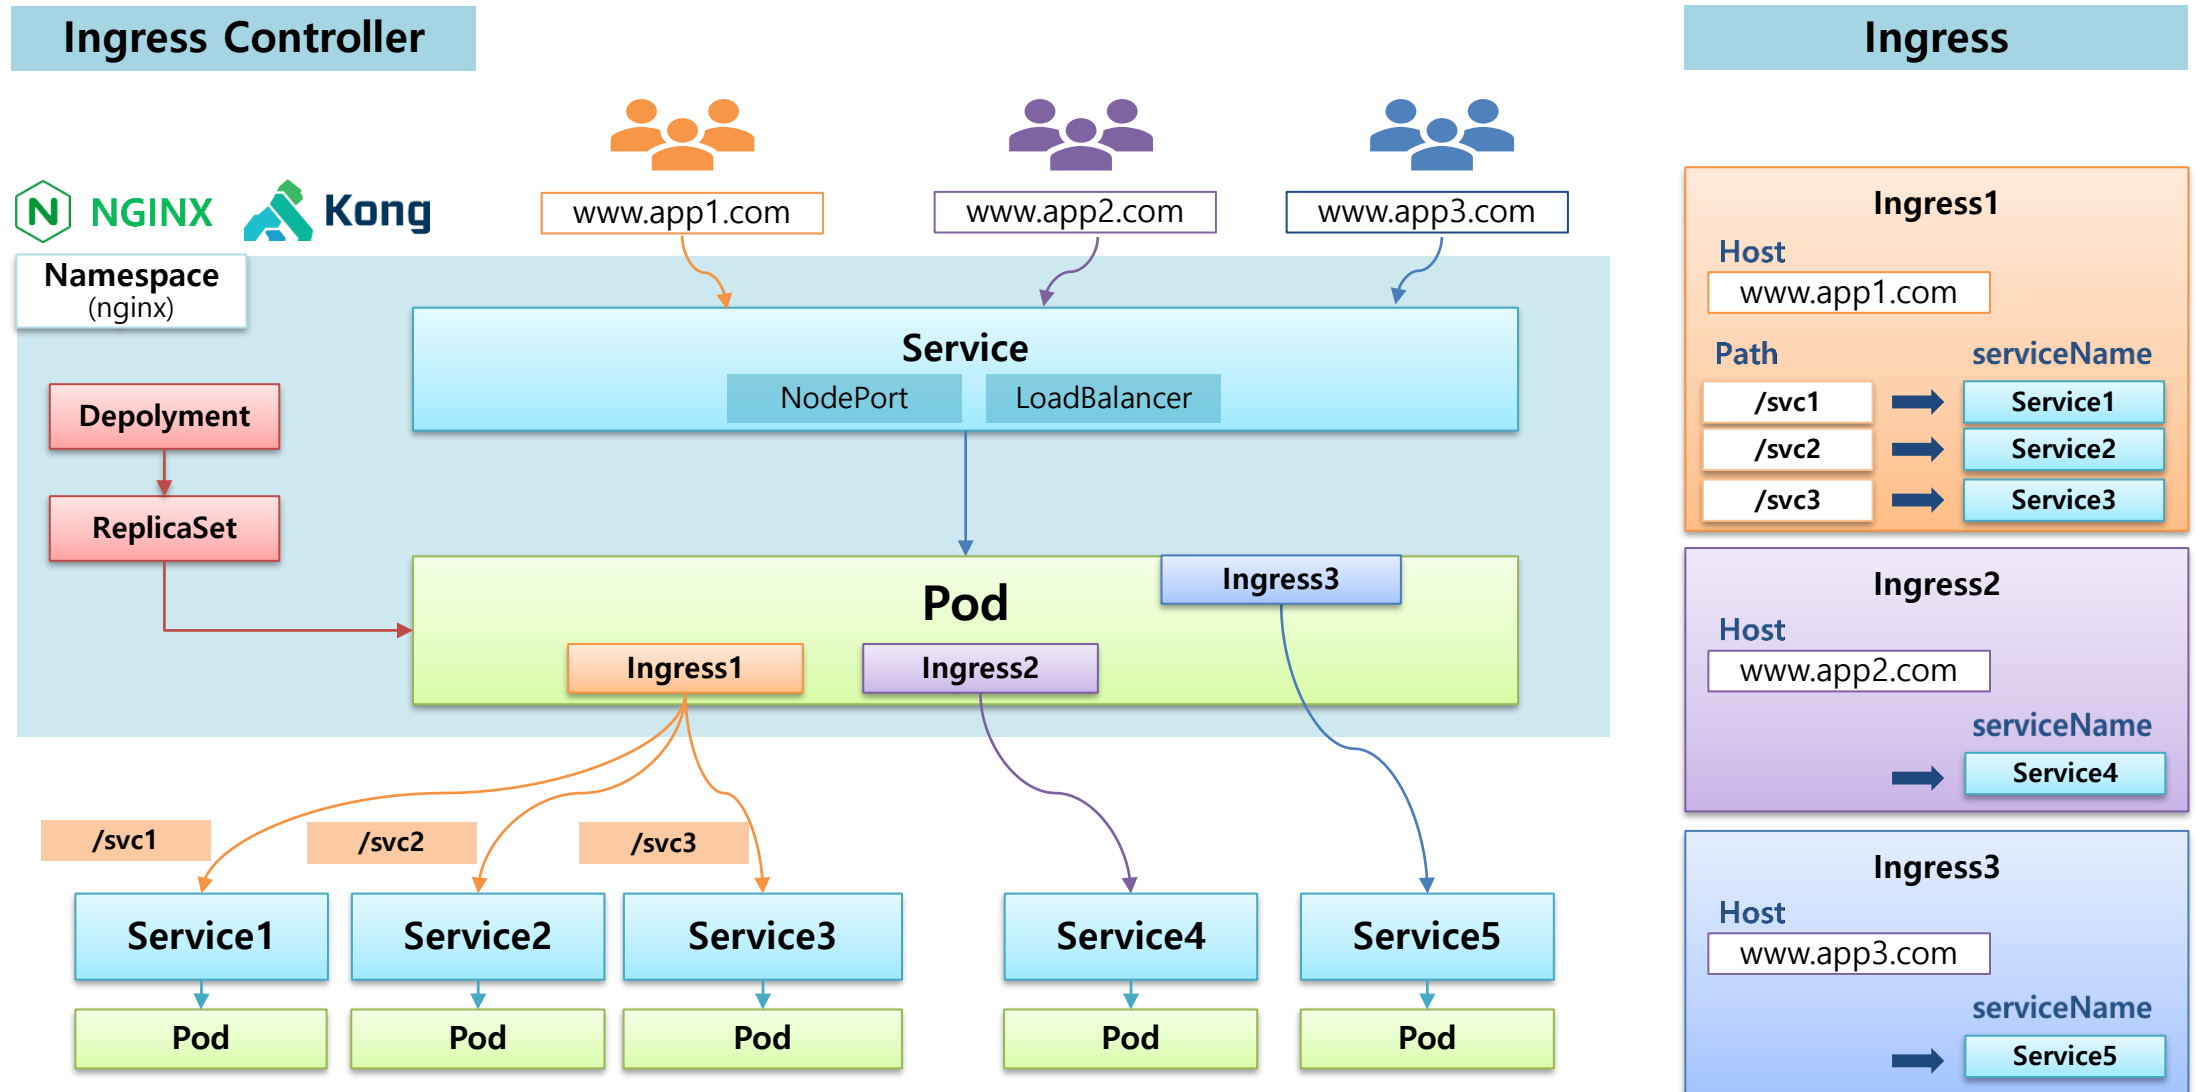 Ingress Controller
NGINX
Kong
www.app1.com
www.app2.com
www.app3.com
Namespace
(nginx)
Service
NodePort
LoadBalancer
Depolyment
ReplicaSet
Pod
Ingress3
Ingress1
Ingress2
/svc1
/svc2
/svc3
Service1
Service2
Service3
Service4
Service5
Pod
Pod
Pod
Pod
Pod
Ingress
Ingress1
Host
www.app1.com
Path
serviceName
/svc1
Service1
/svc2
Service2
/svc3
Service3
Ingress2
Host
www.app2.com
serviceName
Service4
Ingress3
Host
www.app3.com
serviceName
Service5